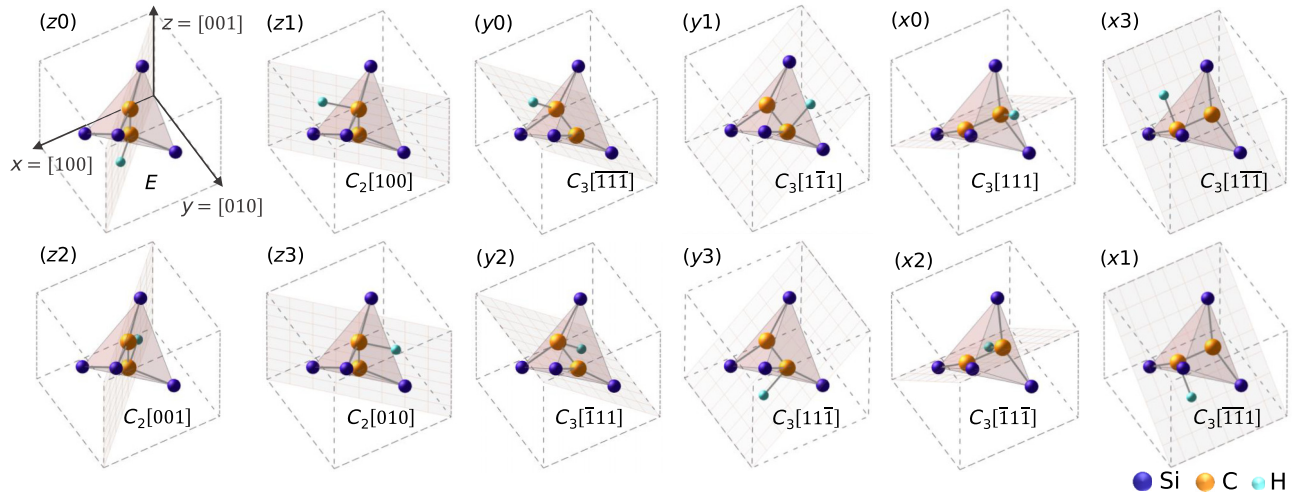 (z0)
z = [001]
x = [100]
E
y = [010]
(z1)
C₂[100]
(y0)
C₃[1̅1̅1̅]
(y1)
C₃[11̅1]
(x0)
C₃[111]
(x3)
C₃[11̅1̅]
(z2)
C₂[001]
(z3)
C₂[010]
(y2)
C₃[1̅11]
(y3)
C₃[111̅]
(x2)
C₃[1̅11̅]
(x1)
C₃[1̅1̅1]
Si C H